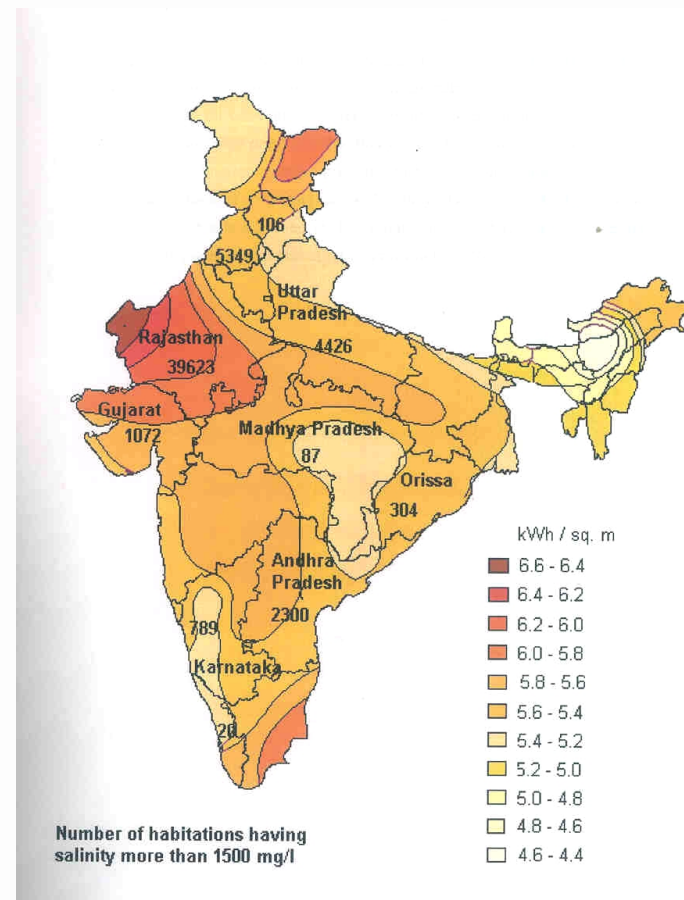 106
5349
Uttar
Pradesh
Rajasthan
4426
39623
Gujarat
1072
Madhya Pradesh
87
Orissa
304
Andhra
Pradesh
2300
789
Karnataka
20
kWh / sq. m
6.6 - 6.4
6.4 - 6.2
6.2 - 6.0
6.0 - 5.8
5.8 - 5.6
5.6 - 5.4
5.4 - 5.2
5.2 - 5.0
5.0 - 4.8
4.8 - 4.6
4.6 - 4.4
Number of habitations having
salinity more than 1500 mg/l